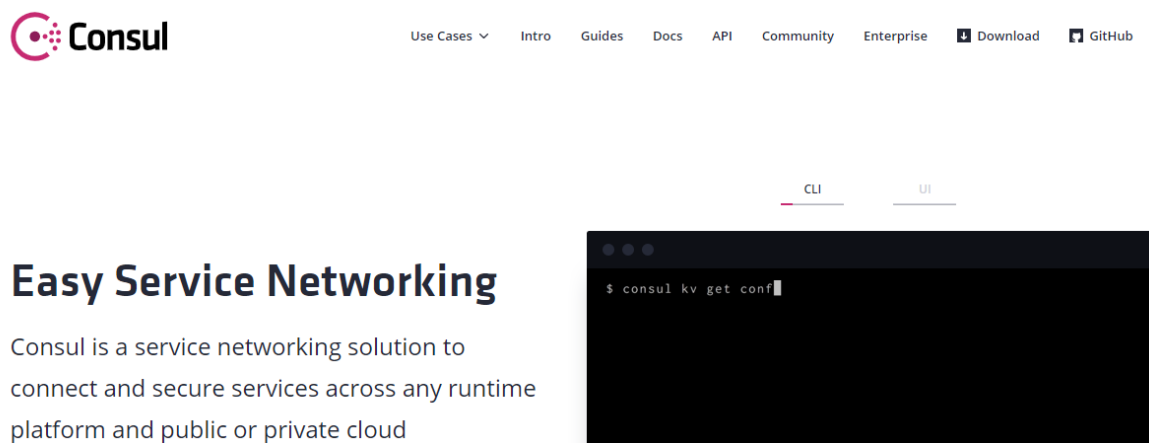 Consul
Use Cases Intro Guides Docs API Community Enterprise Download GitHub
CLI UI
Easy Service Networking
$ consul kv get conf
Consul is a service networking solution to
connect and secure services across any runtime
platform and public or private cloud